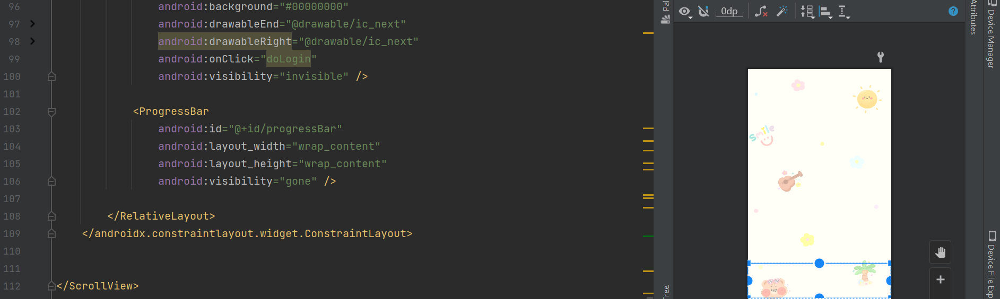 96 android:background="#00000000"
97 android:drawableEnd="@drawable/ic_next"
98 android:drawableRight="@drawable/ic_next"
99 android:onClick="doLogin"
100 android:visibility="invisible" />
101
102 <ProgressBar
103 android:id="@+id/progressBar"
104 android:layout_width="wrap_content"
105 android:layout_height="wrap_content"
106 android:visibility="gone" />
107
108 </RelativeLayout>
109 </androidx.constraintlayout.widget.ConstraintLayout>
110
111
112 </ScrollView>
Pal
ree
0dp
?
smile
Attributes
Device Manager
Device File Exp